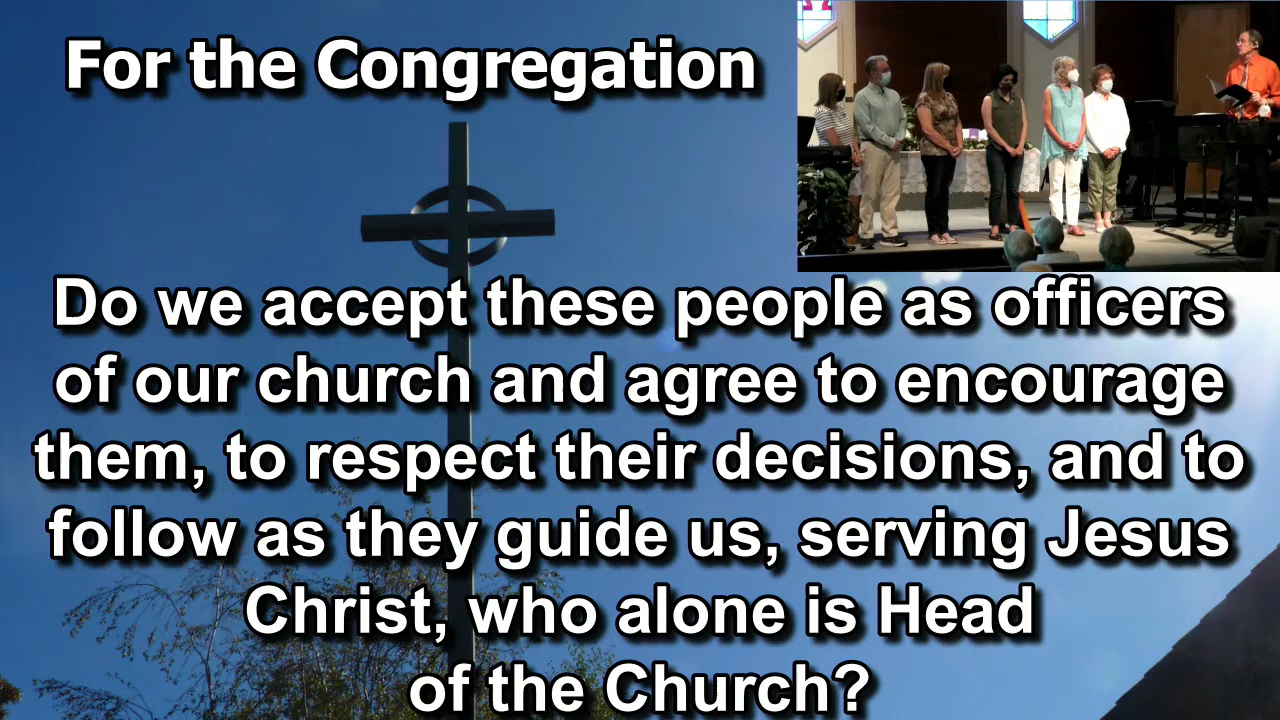 For the Congregation
Do we accept these people as officers
of our church and agree to encourage
them, to respect their decisions, and to
follow as they guide us, serving Jesus
Christ, who alone is Head
of the Church?